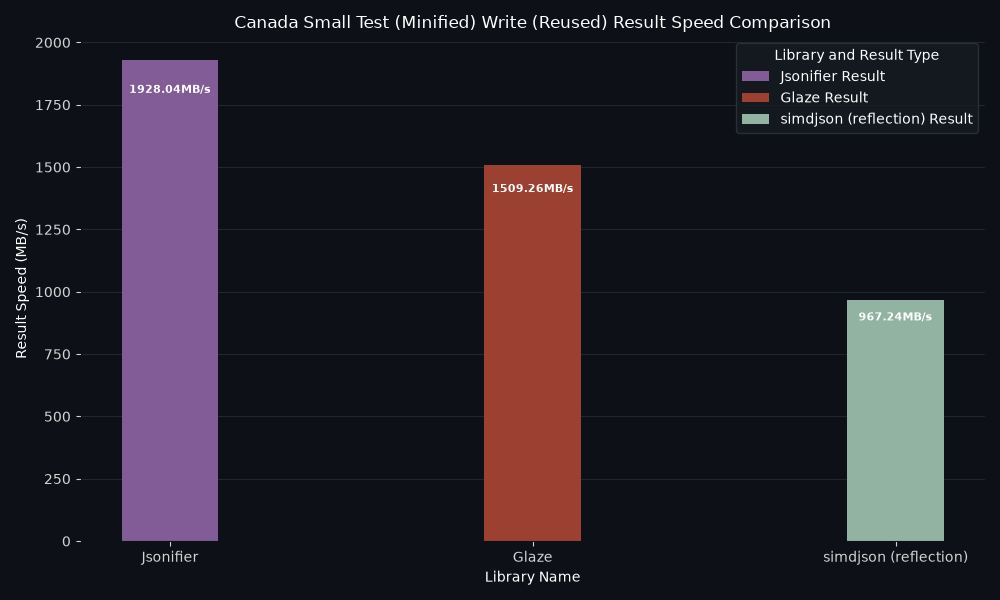 Canada Small Test (Minified) Write (Reused) Result Speed Comparison
Library and Result Type
Jsonifier Result
Glaze Result
simdjson (reflection) Result
Result Speed (MB/s)
2000
1750
1500
1250
1000
750
500
250
0
1928.04MB/s
1509.26MB/s
967.24MB/s
Jsonifier
Glaze
simdjson (reflection)
Library Name